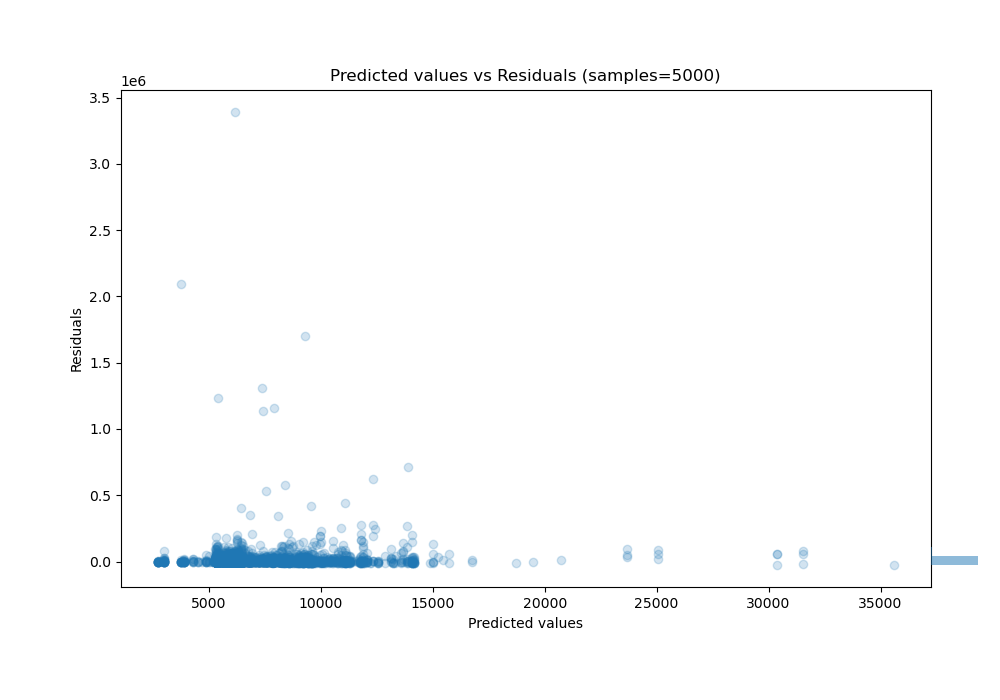 Predicted values vs Residuals (samples=5000)
1e6
3.5
3.0
2.5
2.0
1.5
1.0
0.5
0.0
Residuals
5000 10000 15000 20000 25000 30000 35000
Predicted values